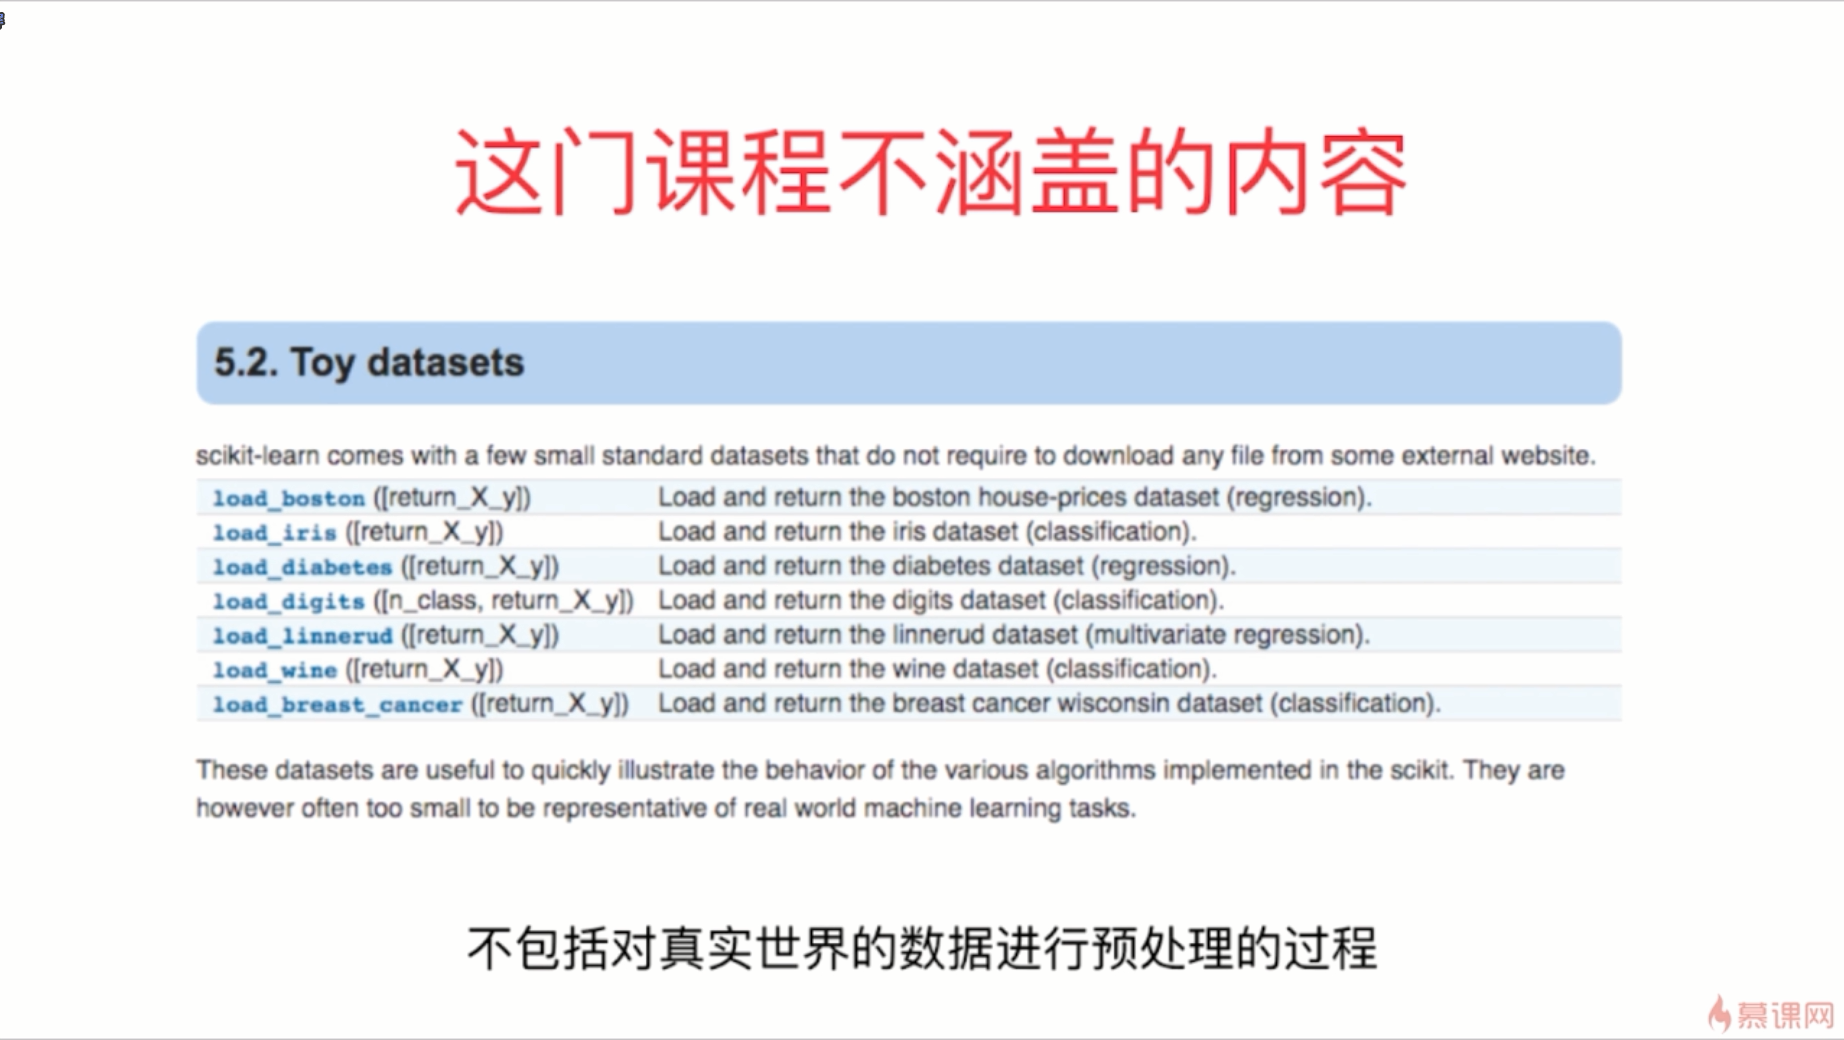 这门课程不涵盖的内容
5.2. Toy datasets
scikit-learn comes with a few small standard datasets that do not require to download any file from some external website.
load_boston ([return_X_y]) Load and return the boston house-prices dataset (regression).
load_iris ([return_X_y]) Load and return the iris dataset (classification).
load_diabetes ([return_X_y]) Load and return the diabetes dataset (regression).
load_digits ([n_class, return_X_y]) Load and return the digits dataset (classification).
load_linnerud ([return_X_y]) Load and return the linnerud dataset (multivariate regression).
load_wine ([return_X_y]) Load and return the wine dataset (classification).
load_breast_cancer ([return_X_y]) Load and return the breast cancer wisconsin dataset (classification).
These datasets are useful to quickly illustrate the behavior of the various algorithms implemented in the scikit. They are
however often too small to be representative of real world machine learning tasks.
不包括对真实世界的数据进行预处理的过程
慕课网